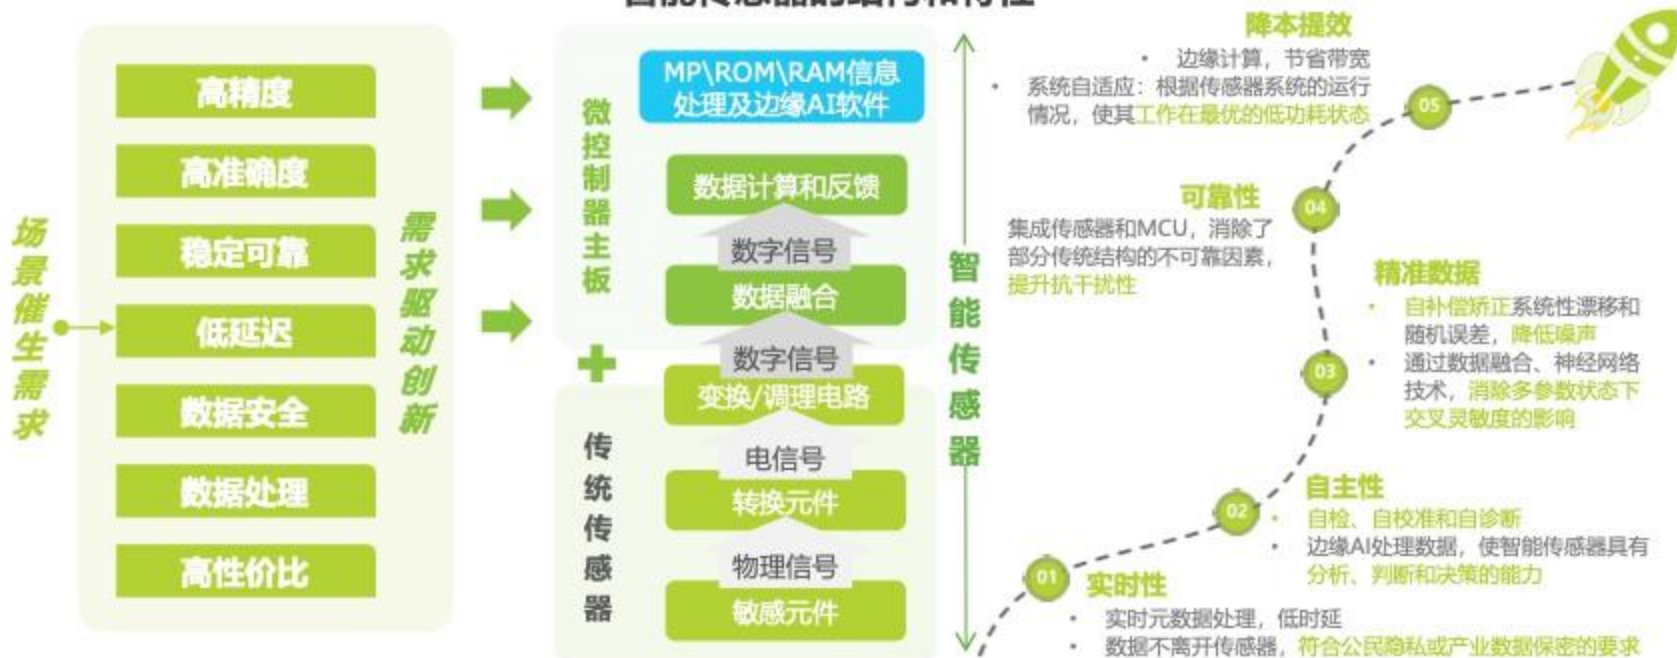 智能传感器的结构和特性
场景催生需求
高精度
高准确度
稳定可靠
低延迟
数据安全
数据处理
高性价比
需求驱动创新
微控制器主板
MP\ROM\RAM信息
处理及边缘AI软件
数据计算和反馈
数字信号
数据融合
数字信号
传统传感器
变换/调理电路
电信号
转换元件
物理信号
敏感元件
智能传感器
降本提效
• 边缘计算，节省带宽
• 系统自适应：根据传感器系统的运行
情况，使其工作在最优的低功耗状态
05
可靠性
集成传感器和MCU，消除了
部分传统结构的不可靠因素，
提升抗干扰性
04
精准数据
• 自补偿矫正系统性漂移和
随机误差，降低噪声
• 通过数据融合、神经网络
技术，消除多参数状态下
交叉灵敏度的影响
03
自主性
• 自检、自校准和自诊断
• 边缘AI处理数据，使智能传感器具有
分析、判断和决策的能力
02
01
实时性
• 实时元数据处理，低时延
• 数据不离开传感器，符合公民隐私或产业数据保密的要求